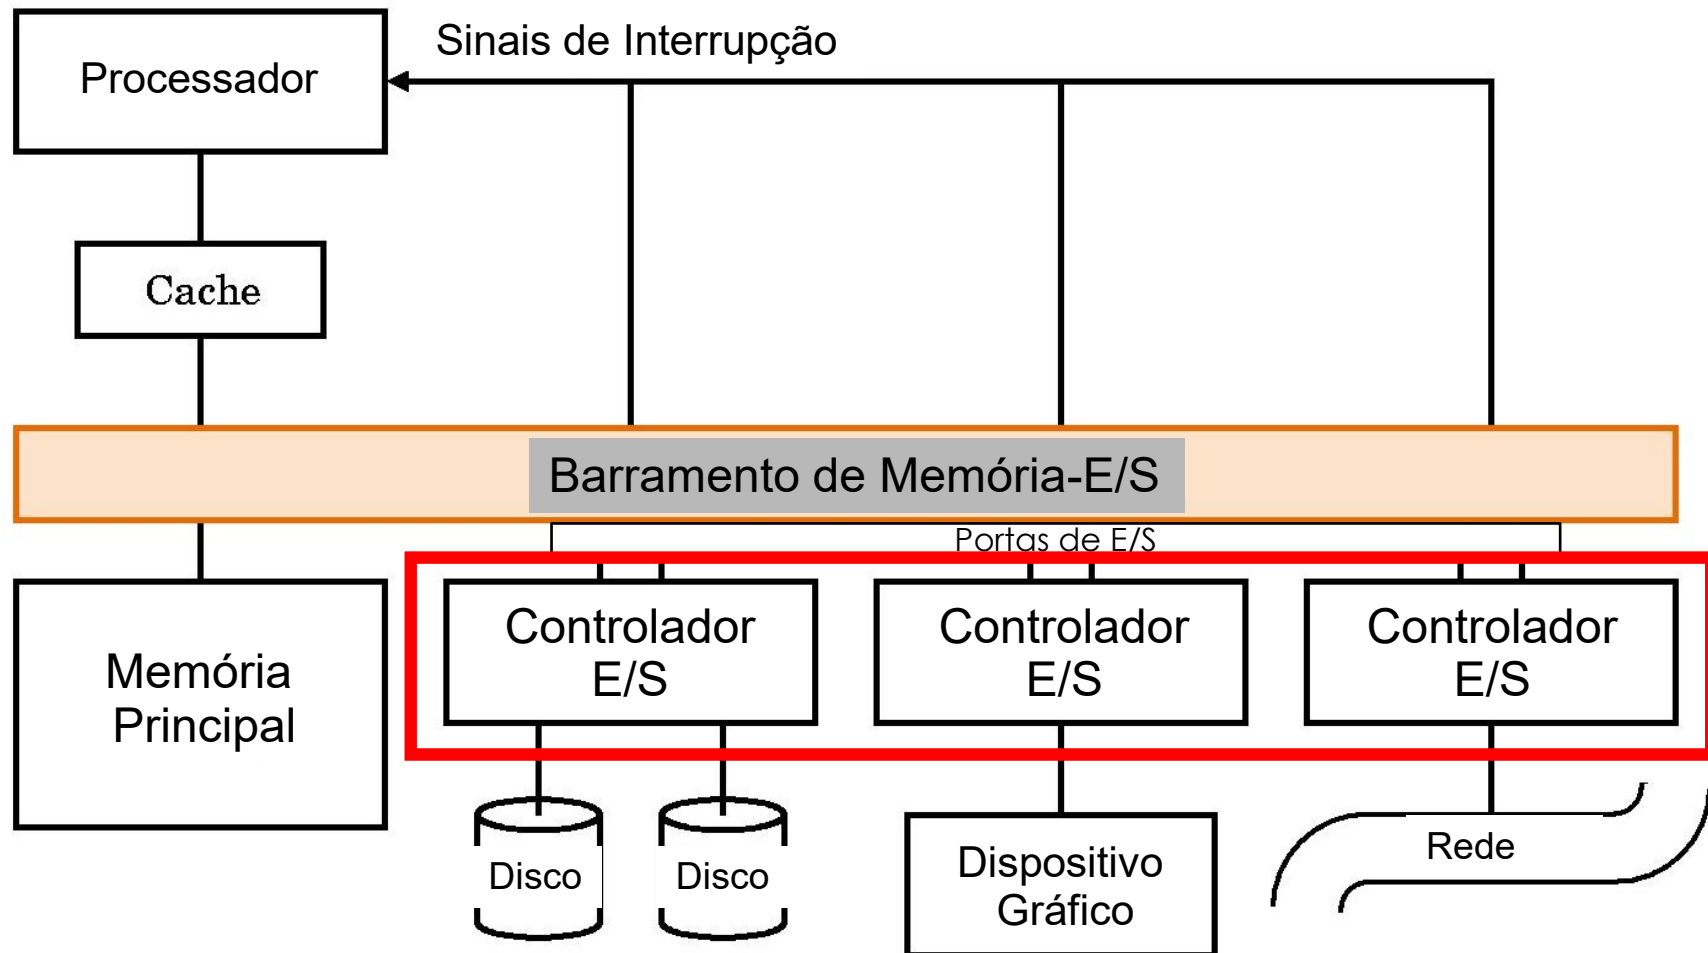 Sinais de Interrupção
Processador
Cache
Barramento de Memória-E/S
Portas de E/S
Memória
Principal
Controlador
E/S
Controlador
E/S
Controlador
E/S
Disco
Disco
Dispositivo
Gráfico
Rede